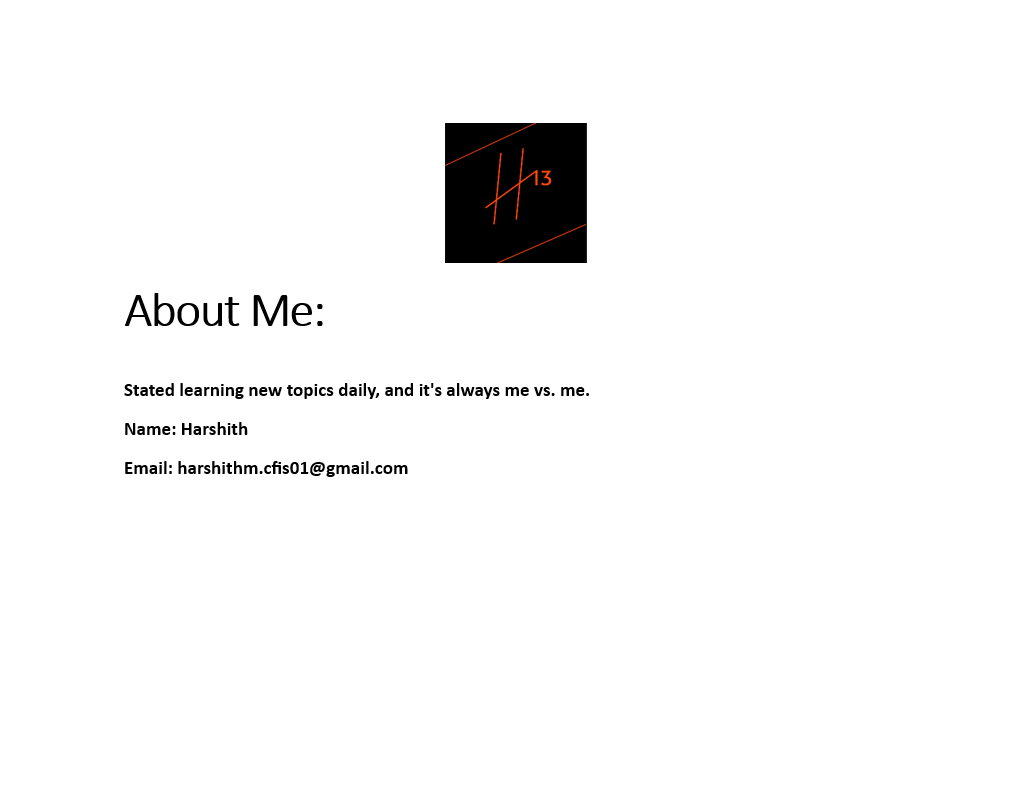 H13
About Me:
Stated learning new topics daily, and it's always me vs. me.
Name: Harshith
Email: harshithm.cfis01@gmail.com